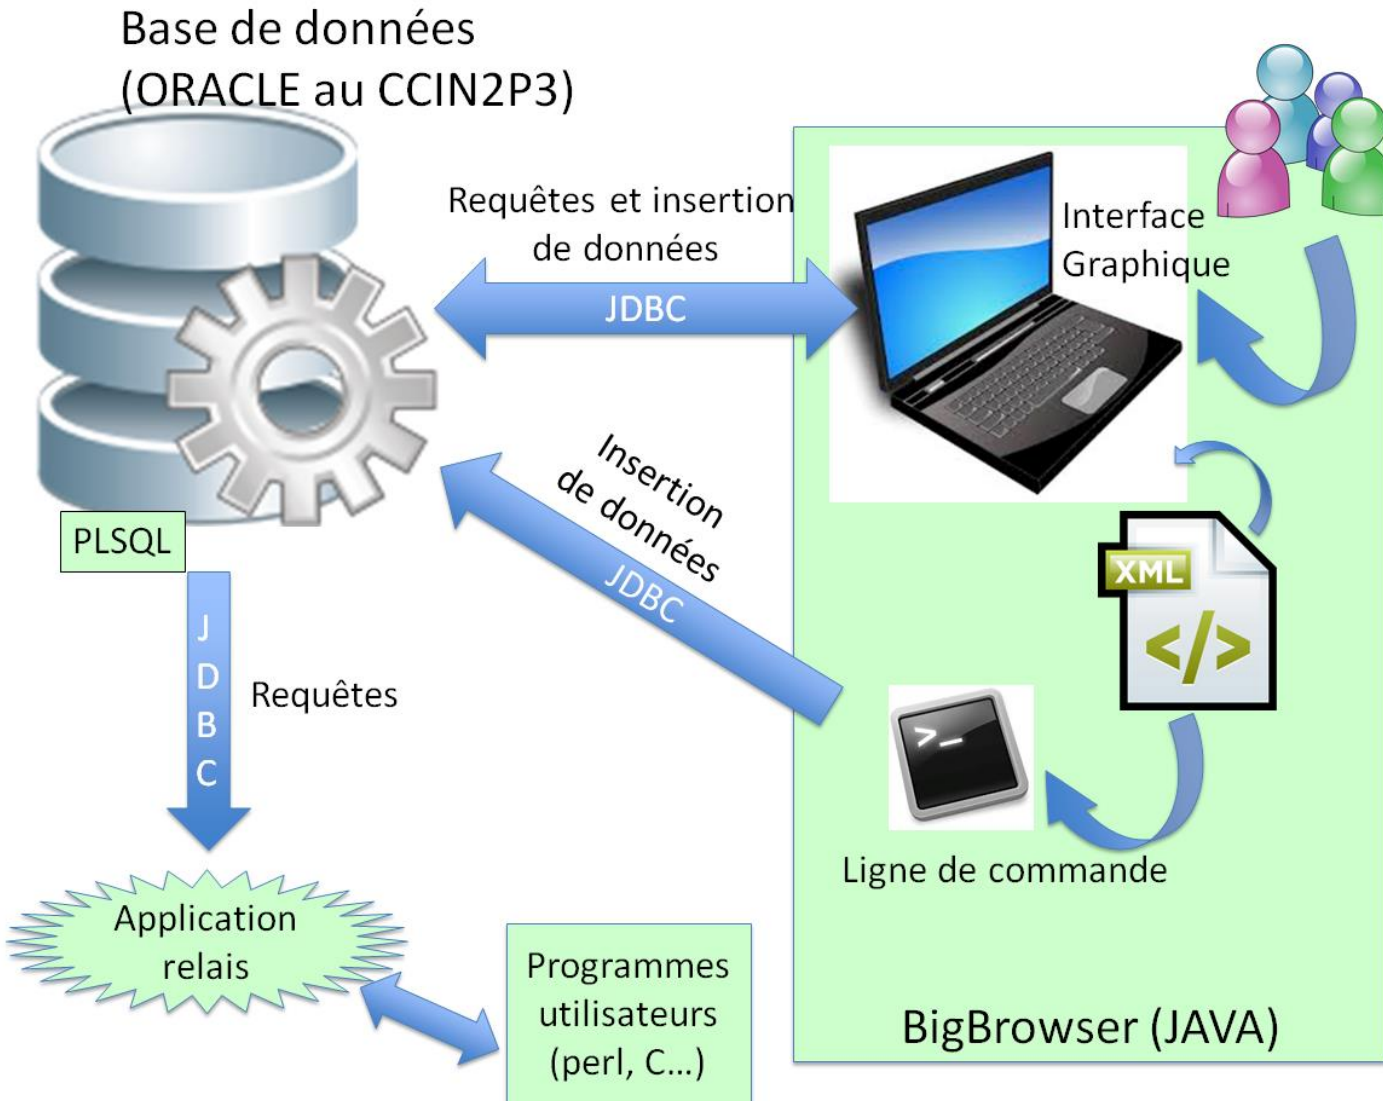 Base de données
(ORACLE au CCIN2P3)
Requêtes et insertion
de données
JDBC
Interface
Graphique
Insertion
de données
JDBC
PLSQL
XML
</>
J
D
B
C
Requêtes
>_
Ligne de commande
Application
relais
Programmes
utilisateurs
(perl, C...)
BigBrowser (JAVA)